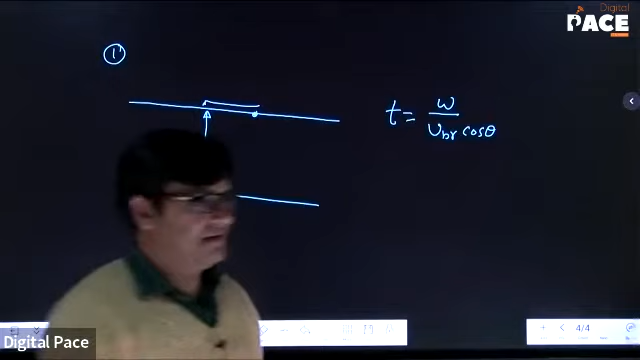 Digital
PACE
1'
t = w / v_br cosθ
4/4
Digital Pace